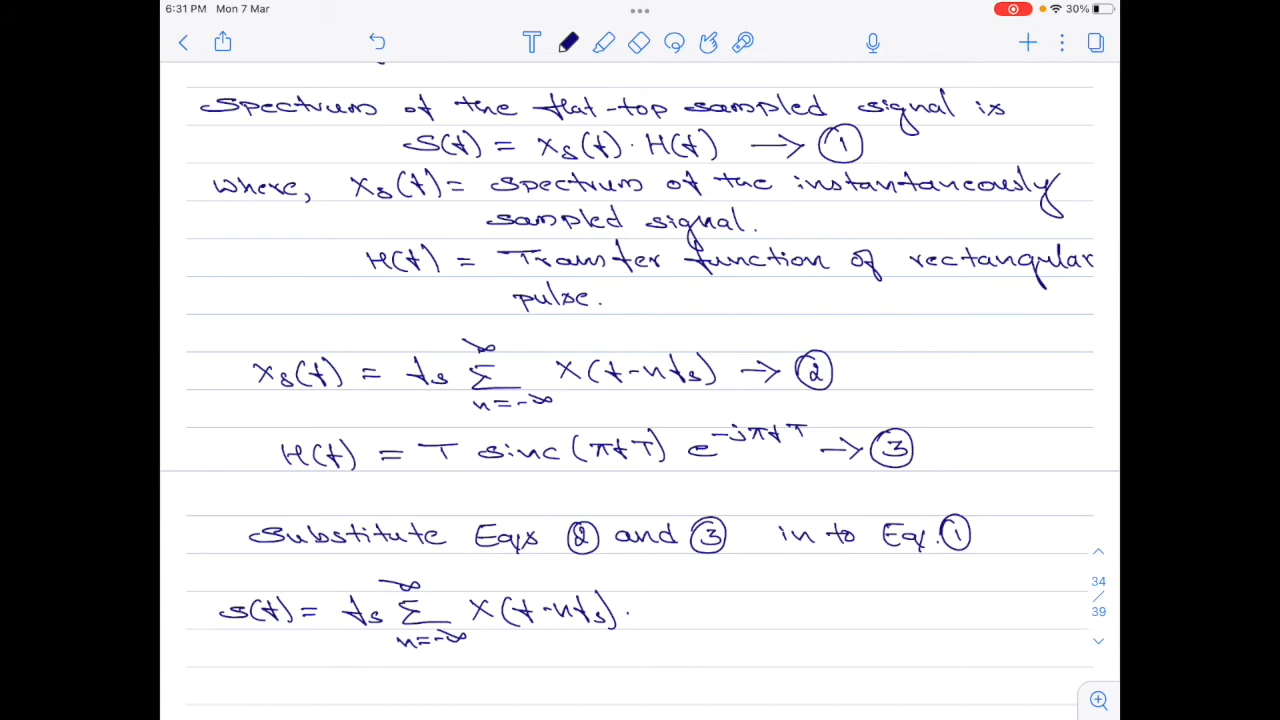 6:31 PM Mon 7 Mar
30%
Spectrum of the flat-top sampled signal is
S(f) = Xδ(f) · H(f) → ①
where, Xδ(f) = spectrum of the instantaneously
sampled signal.
H(f) = Transfer function of rectangular
pulse.
Xδ(f) = fs ∑_{n=-∞}^{∞} X(f-nfs) → ②
H(f) = T sinc(πfT) e^{-jπfT} → ③
Substitute Eqs ② and ③ in to Eq. ①
S(f) = fs ∑_{n=-∞}^{∞} X(f-nfs) ·
34
/
39